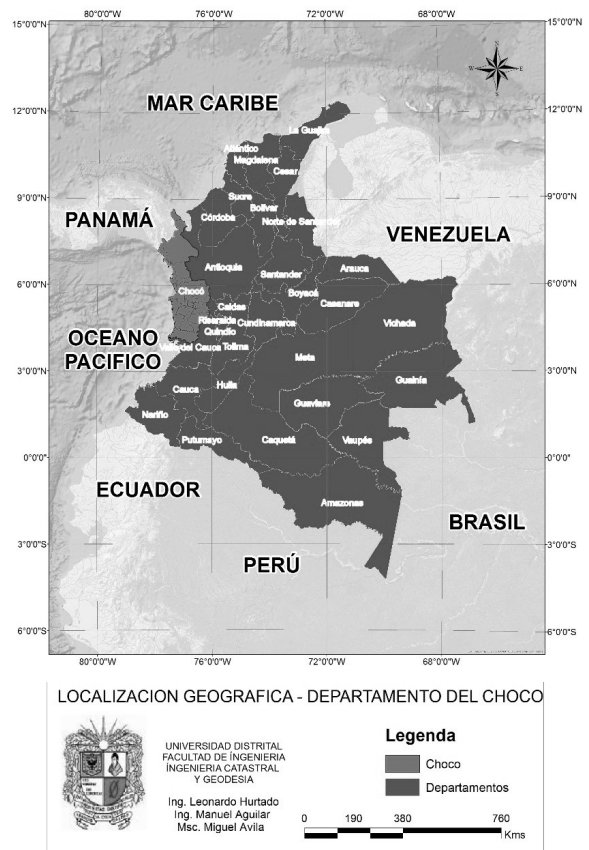 80°0'0"W 76°0'0"W 72°0'0"W 68°0'0"W
15°0'0"N 15°0'0"N
N
W E
S
12°0'0"N 12°0'0"N
MAR CARIBE
La Guajira
Atlántico
Magdalena
Cesar
9°0'0"N 9°0'0"N
Sucre
Bolívar
Córdoba
Norte de Santander
PANAMÁ
VENEZUELA
Antioquia
Santander
Arauca
6°0'0"N 6°0'0"N
Chocó
Boyacá
Casanare
Caldas
Risaralda
Cundinamarca
Quindío
Vichada
OCEANO
PACIFICO
Valle del Cauca
Tolima
Meta
3°0'0"N 3°0'0"N
Cauca
Huila
Guainía
Guaviare
Nariño
Putumayo
Caquetá
Vaupés
0°0'0" 0°0'0"
ECUADOR
Amazonas
BRASIL
3°0'0"S 3°0'0"S
PERÚ
6°0'0"S 6°0'0"S
80°0'0"W 76°0'0"W 72°0'0"W 68°0'0"W
LOCALIZACION GEOGRAFICA - DEPARTAMENTO DEL CHOCO
UNIVERSIDAD DISTRITAL
FACULTAD DE ÍNGENIERIA
ÍNGENIERIA CATASTRAL
Y GEODESIA
Ing. Leonardo Hurtado
Ing. Manuel Aguilar
Msc. Miguel Avila
Legenda
Choco
Departamentos
0 190 380 760
Kms